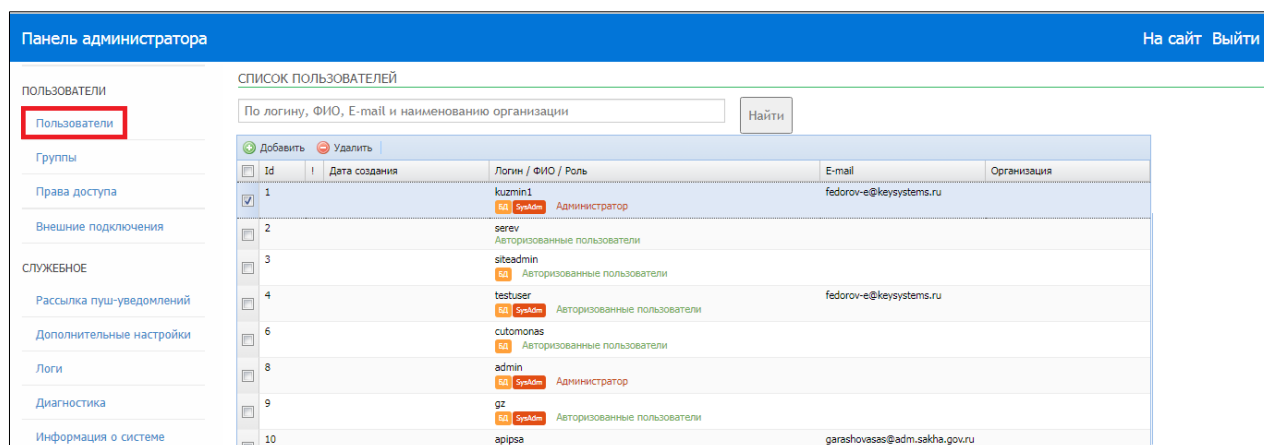 Панель администратора
На сайт Выйти
ПОЛЬЗОВАТЕЛИ
Пользователи
Группы
Права доступа
Внешние подключения
СЛУЖЕБНОЕ
Рассылка пуш-уведомлений
Дополнительные настройки
Логи
Диагностика
Информация о системе
СПИСОК ПОЛЬЗОВАТЕЛЕЙ
По логину, ФИО, E-mail и наименованию организации
Найти
Добавить Удалить
Id ! Дата создания Логин / ФИО / Роль E-mail Организация
1 kuzmin1 fedorov-e@keysystems.ru
БД SysAdm Администратор
2 serev
Авторизованные пользователи
3 siteadmin
БД Авторизованные пользователи
4 testuser fedorov-e@keysystems.ru
БД SysAdm Авторизованные пользователи
6 cutomonas
БД Авторизованные пользователи
8 admin
БД SysAdm Администратор
9 gz
БД SysAdm Авторизованные пользователи
10 apipsa garashovasas@adm.sakha.gov.ru